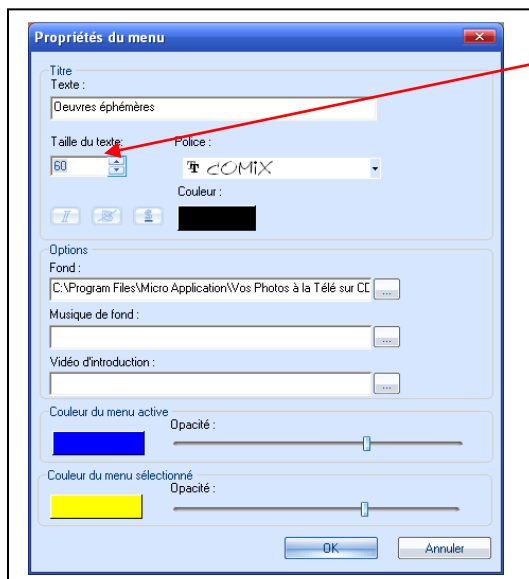 Propriétés du menu
Titre
Texte :
Oeuvres éphémères
Taille du texte:
Police :
60
COMiX
Couleur :
Options
Fond :
C:\Program Files\Micro Application\Vos Photos à la Télé sur CD
...
Musique de fond :
...
Vidéo d'introduction :
...
Couleur du menu active
Opacité :
Couleur du menu sélectionné
Opacité :
OK
Annuler